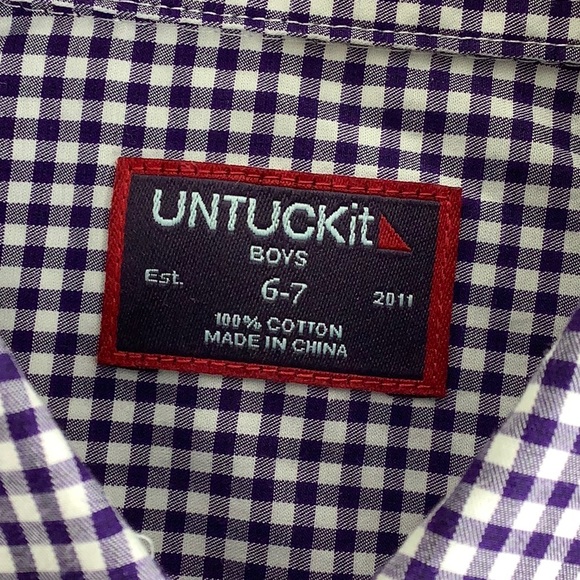 UNTUCKit
BOYS
Est. 6-7 2011
100% COTTON
MADE IN CHINA